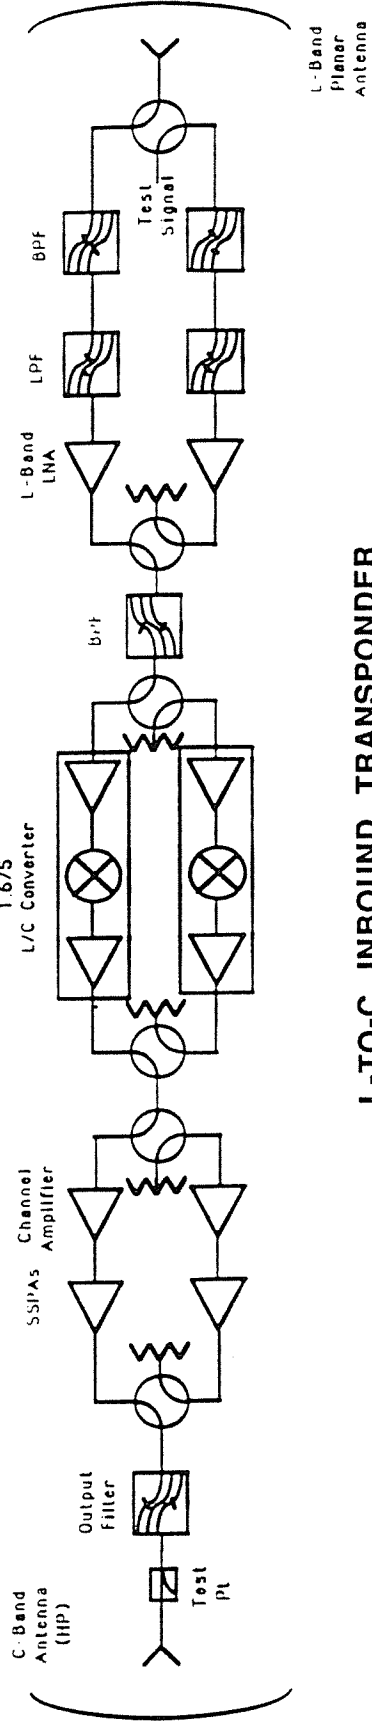 L-Band
Planar
Antenna
Test
Signal
BPF
LPF
L-Band
LNA
BPF
1.6/5
L/C Converter
Channel
Amplifier
SSPAs
Output
Filter
Test
Pt
C-Band
Antenna
(HP)
L-TO-C INBOUND TRANSPONDER